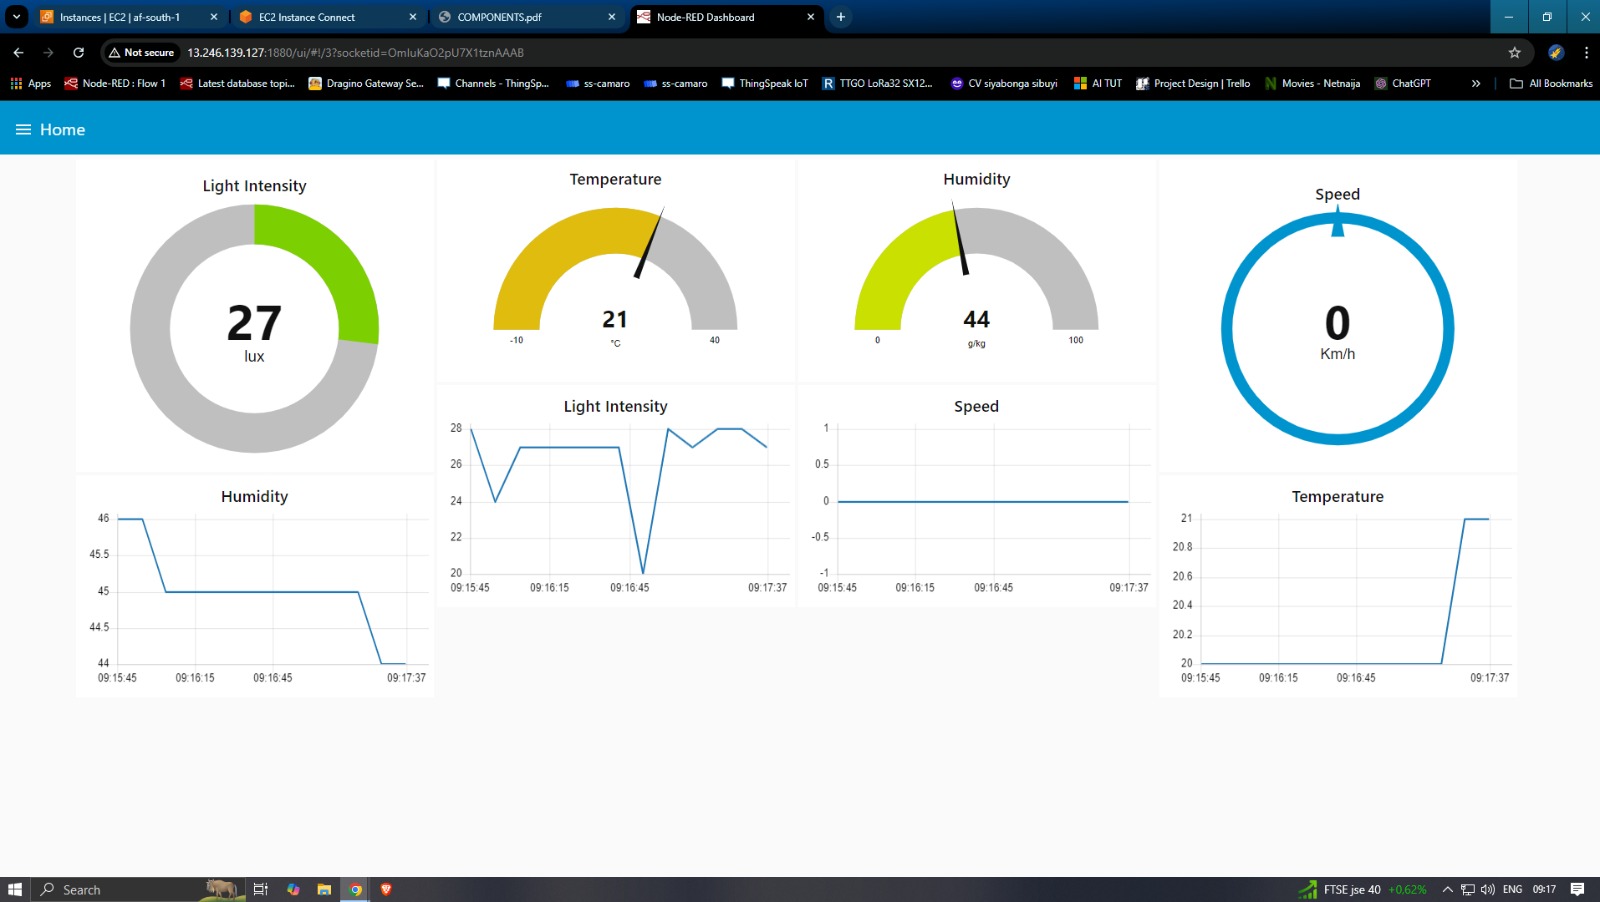 Instances | EC2 | af-south-1
EC2 Instance Connect
COMPONENTS.pdf
Node-RED Dashboard
Not secure
13.246.139.127:1880/ui/#!/3?socketid=OmIuKaO2pU7X1tznAAAB
Apps
Node-RED : Flow 1
Latest database topi...
Dragino Gateway Se...
Channels - ThingSp...
ss-camaro
ss-camaro
ThingSpeak IoT
TTGO LoRa32 SX12...
CV siyabonga sibuyi
AI TUT
Project Design | Trello
Movies - Netnaija
ChatGPT
»
All Bookmarks
Home
Light Intensity
27
lux
Temperature
21
-10
°C
40
Humidity
44
0
g/kg
100
Speed
0
Km/h
Light Intensity
28
26
24
22
20
09:15:45
09:16:15
09:16:45
09:17:37
Speed
1
0.5
0
-0.5
-1
09:15:45
09:16:15
09:16:45
09:17:37
Humidity
46
45.5
45
44.5
44
09:15:45
09:16:15
09:16:45
09:17:37
Temperature
21
20.8
20.6
20.4
20.2
20
09:15:45
09:16:15
09:16:45
09:17:37
Search
FTSE jse 40 +0.62%
ENG
09:17